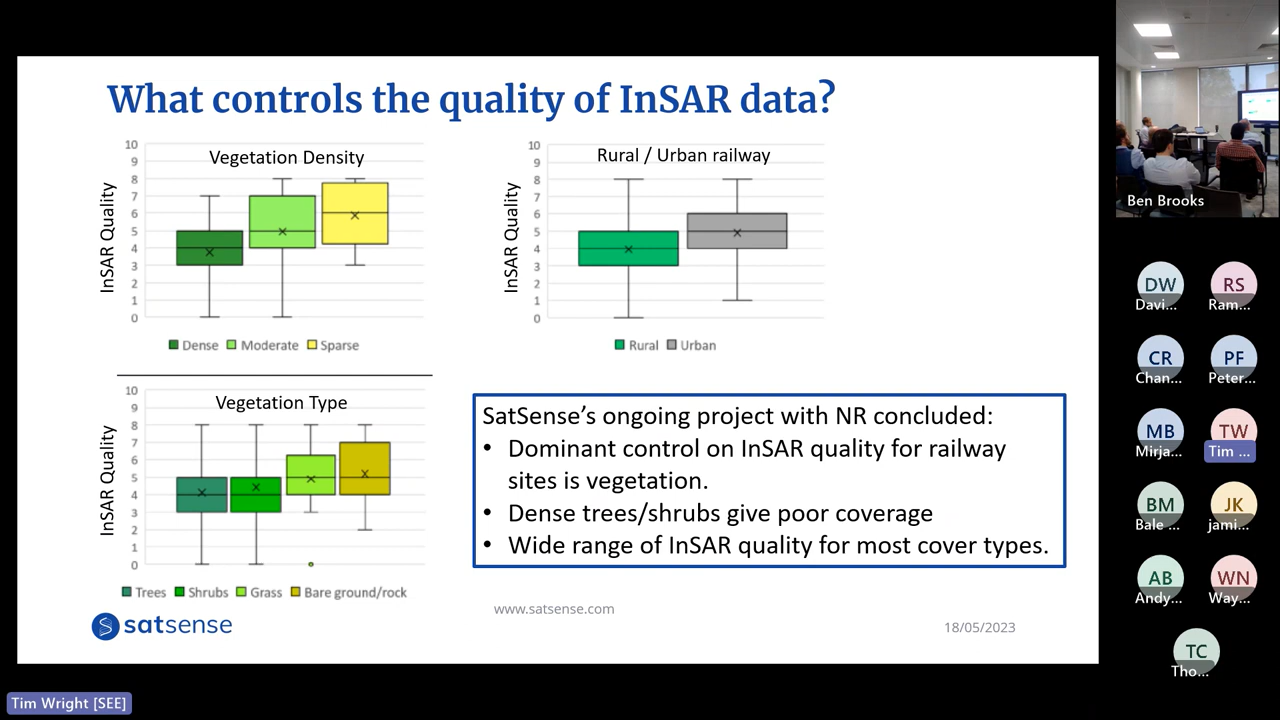 What controls the quality of InSAR data?
Vegetation Density
InSAR Quality
10
9
8
7
6
5
4
3
2
1
0
Dense Moderate Sparse
Rural / Urban railway
InSAR Quality
10
9
8
7
6
5
4
3
2
1
0
Rural Urban
Vegetation Type
InSAR Quality
10
9
8
7
6
5
4
3
2
1
0
Trees Shrubs Grass Bare ground/rock
SatSense's ongoing project with NR concluded:
• Dominant control on InSAR quality for railway
sites is vegetation.
• Dense trees/shrubs give poor coverage
• Wide range of InSAR quality for most cover types.
satsense
www.satsense.com
18/05/2023
Tim Wright [SEE]
Ben Brooks
DW
Davi...
RS
Ram...
CR
Chan...
PF
Peter...
MB
Mirja...
TW
Tim ...
BM
Bale ...
JK
jami...
AB
Andy...
WN
Way...
TC
Tho...